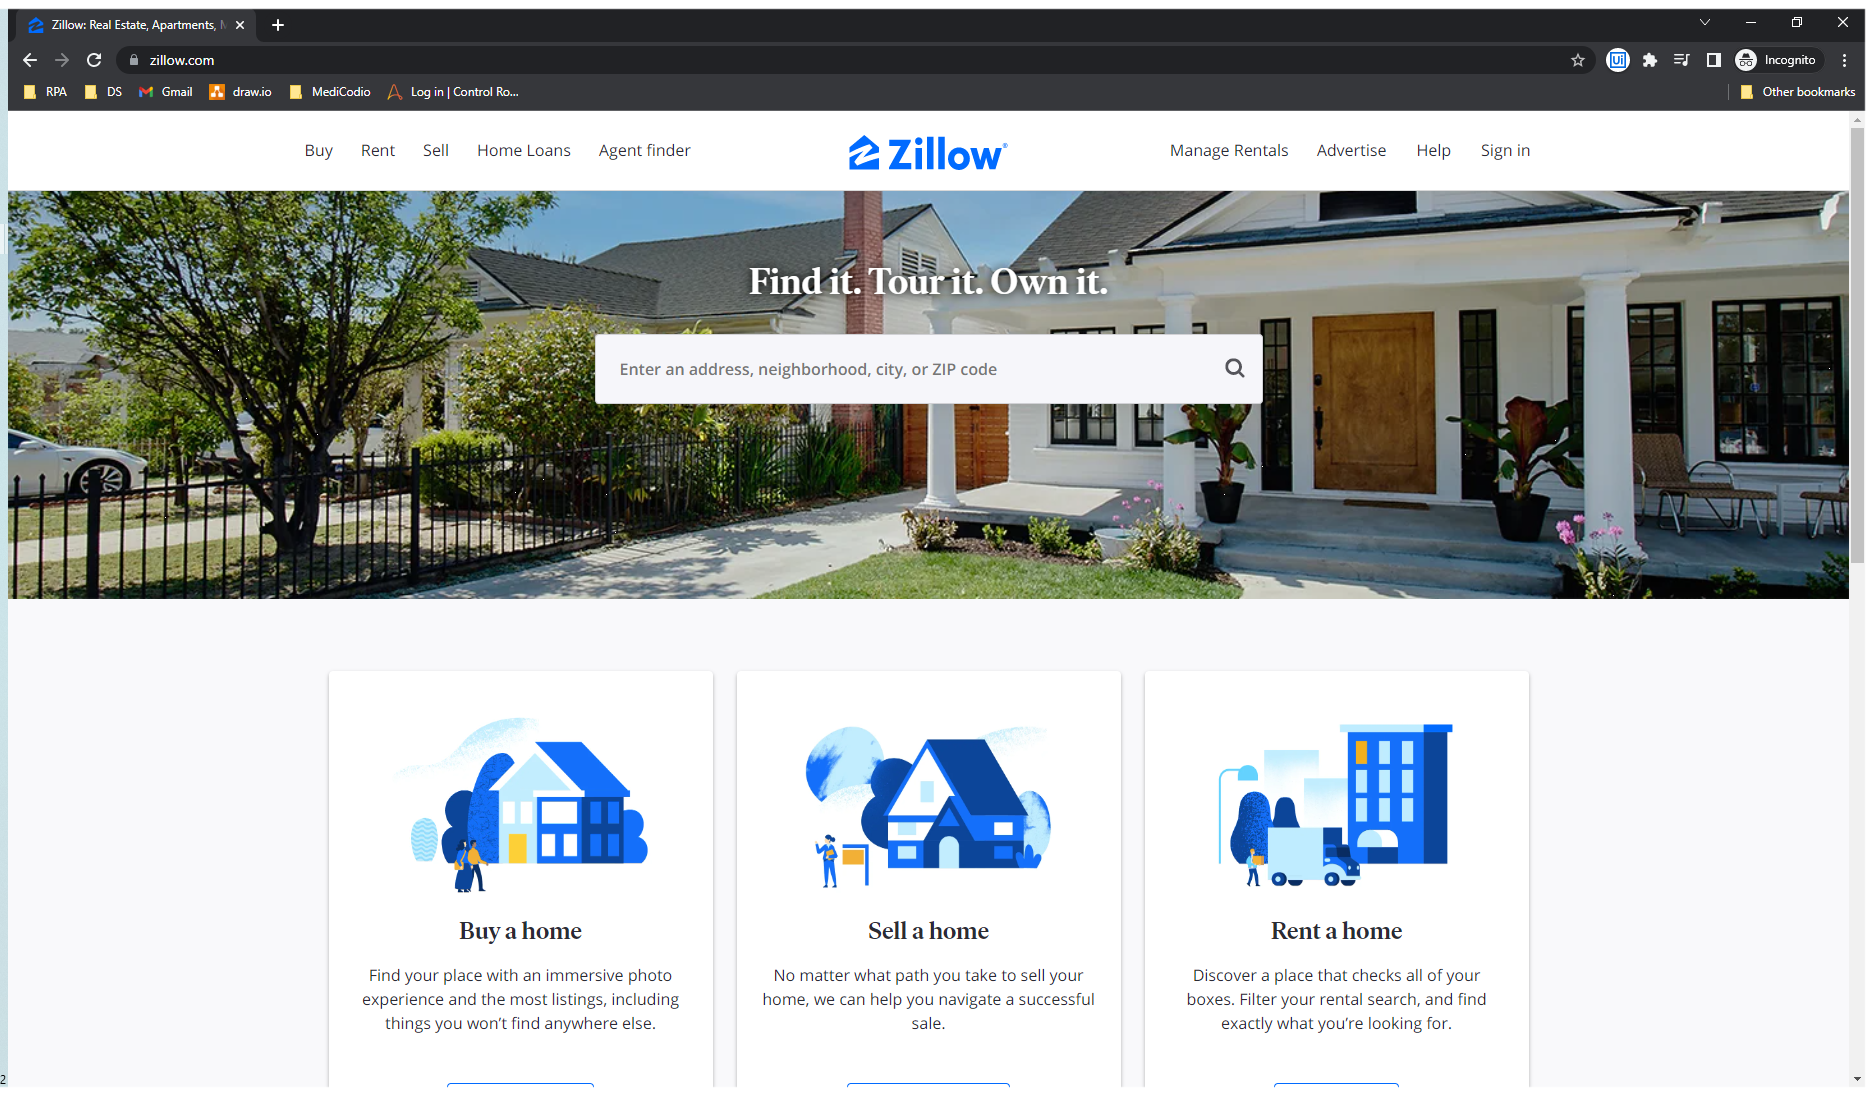 Zillow: Real Estate, Apartments,
zillow.com
Incognito
RPA
DS
Gmail
draw.io
MediCodio
Log in | Control Ro...
Other bookmarks
Buy
Rent
Sell
Home Loans
Agent finder
Zillow®
Manage Rentals
Advertise
Help
Sign in
Find it. Tour it. Own it.
Enter an address, neighborhood, city, or ZIP code
Buy a home
Find your place with an immersive photo
experience and the most listings, including
things you won’t find anywhere else.
Sell a home
No matter what path you take to sell your
home, we can help you navigate a successful
sale.
Rent a home
Discover a place that checks all of your
boxes. Filter your rental search, and find
exactly what you’re looking for.
2